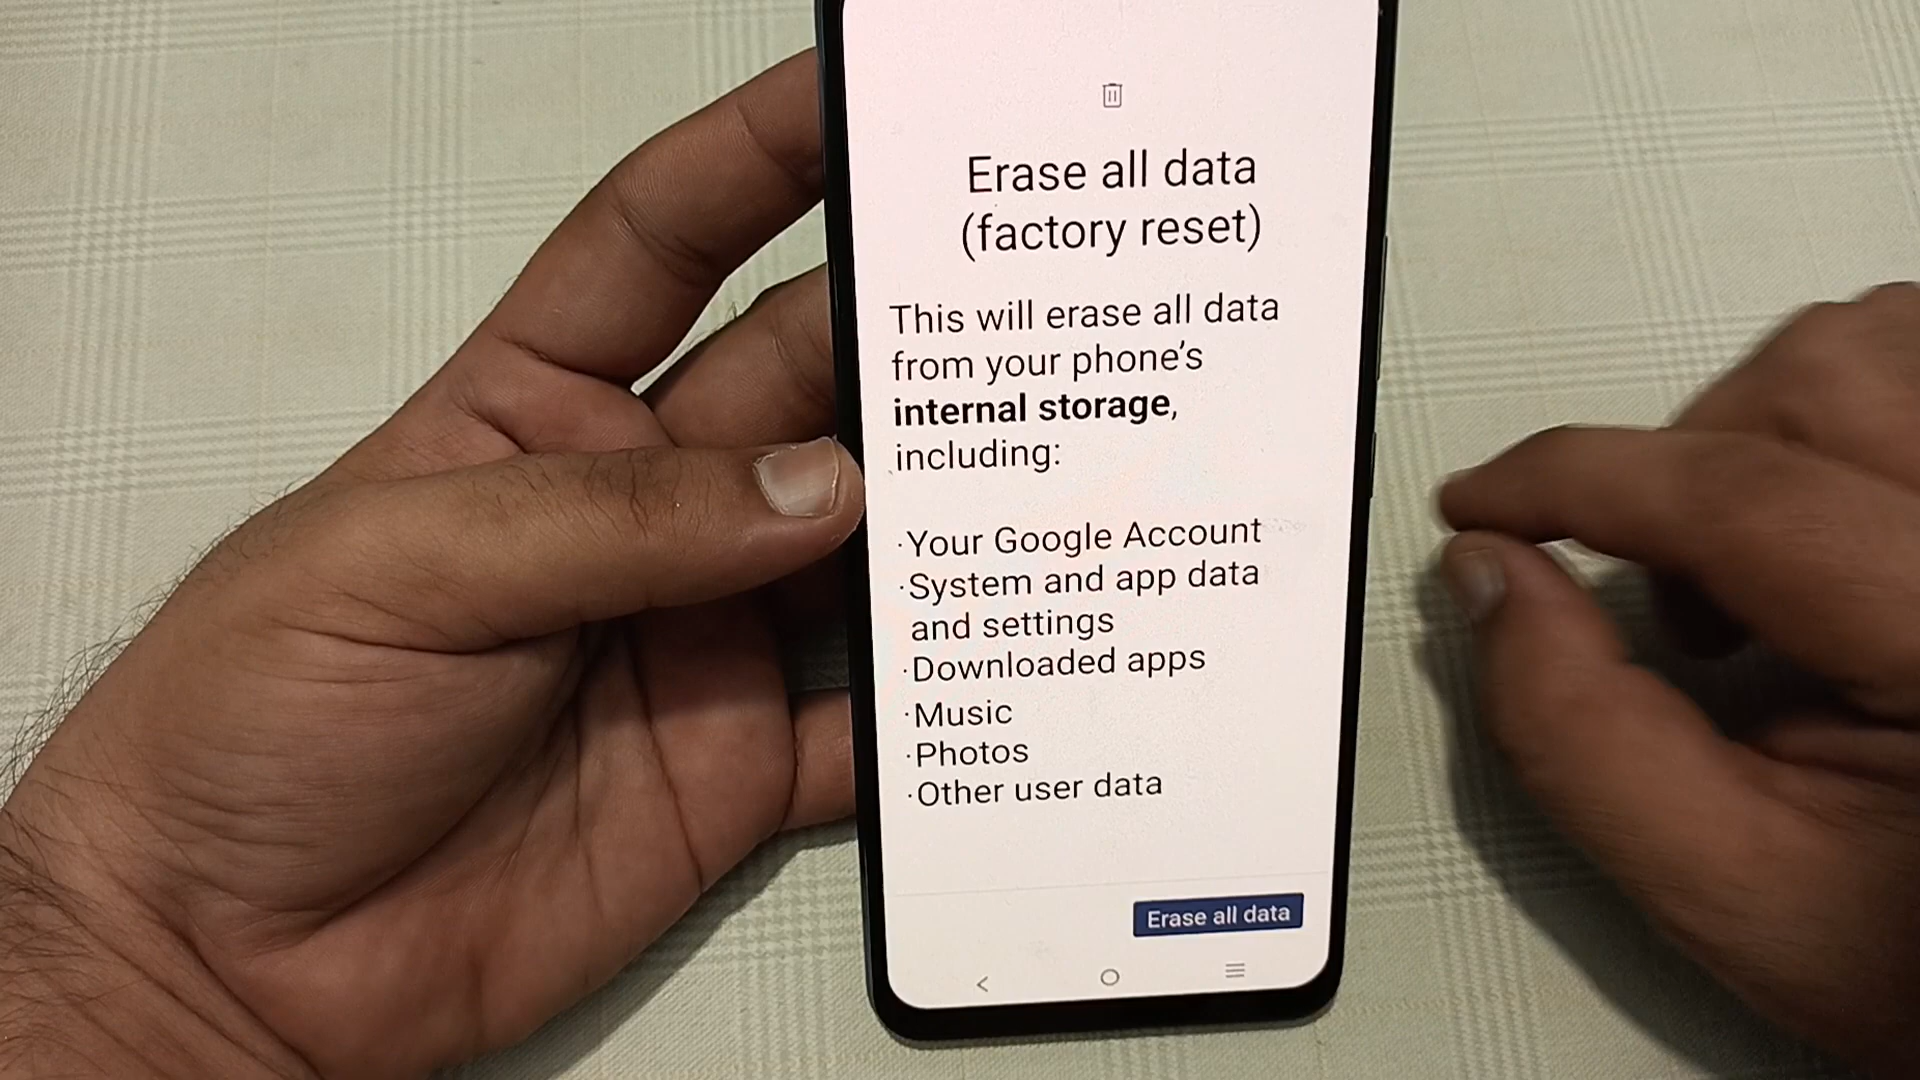 Erase all data
(factory reset)
This will erase all data
from your phone's
internal storage,
including:
·Your Google Account
·System and app data
and settings
·Downloaded apps
·Music
·Photos
·Other user data
Erase all data